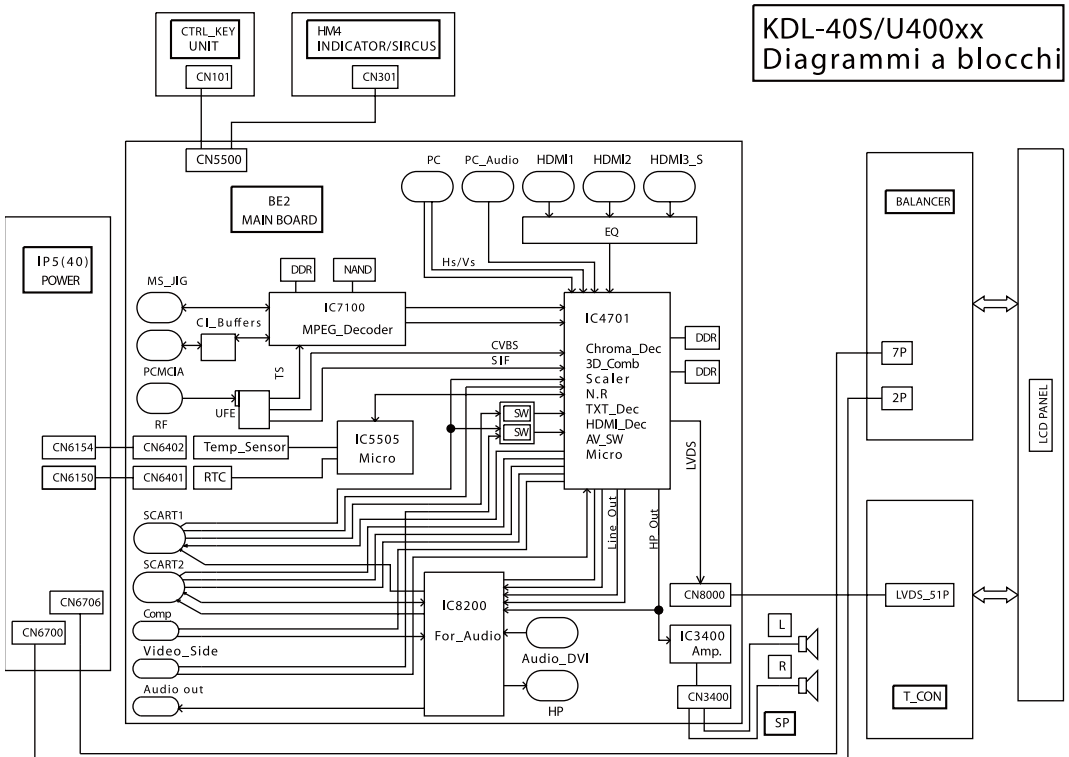 KDL-40S/U400xx
Diagrammi a blocchi
CTRL_KEY
UNIT
CN101
HM4
INDICATOR/SIRCUS
CN301
CN5500
BE2
MAIN BOARD
PC
PC_Audio
HDMI1
HDMI2
HDMI3_S
EQ
Hs/Vs
IP5(40)
POWER
BALANCER
7P
2P
LCD PANEL
MS_JIG
DDR
NAND
IC7100
MPEG_Decoder
CI_Buffers
PCMCIA
TS
CVBS
SIF
RF
UFE
IC4701
Chroma_Dec
3D_Comb
Scaler
N.R
TXT_Dec
HDMI_Dec
AV_SW
Micro
DDR
DDR
SW
SW
IC5505
Micro
CN6154
CN6402
Temp_Sensor
CN6150
CN6401
RTC
LVDS
SCART1
SCART2
Comp
Video_Side
Audio out
Line_Out
HP_Out
IC8200
For_Audio
Audio_DVI
HP
CN8000
LVDS_51P
IC3400
Amp.
CN3400
L
R
SP
T_CON
CN6706
CN6700